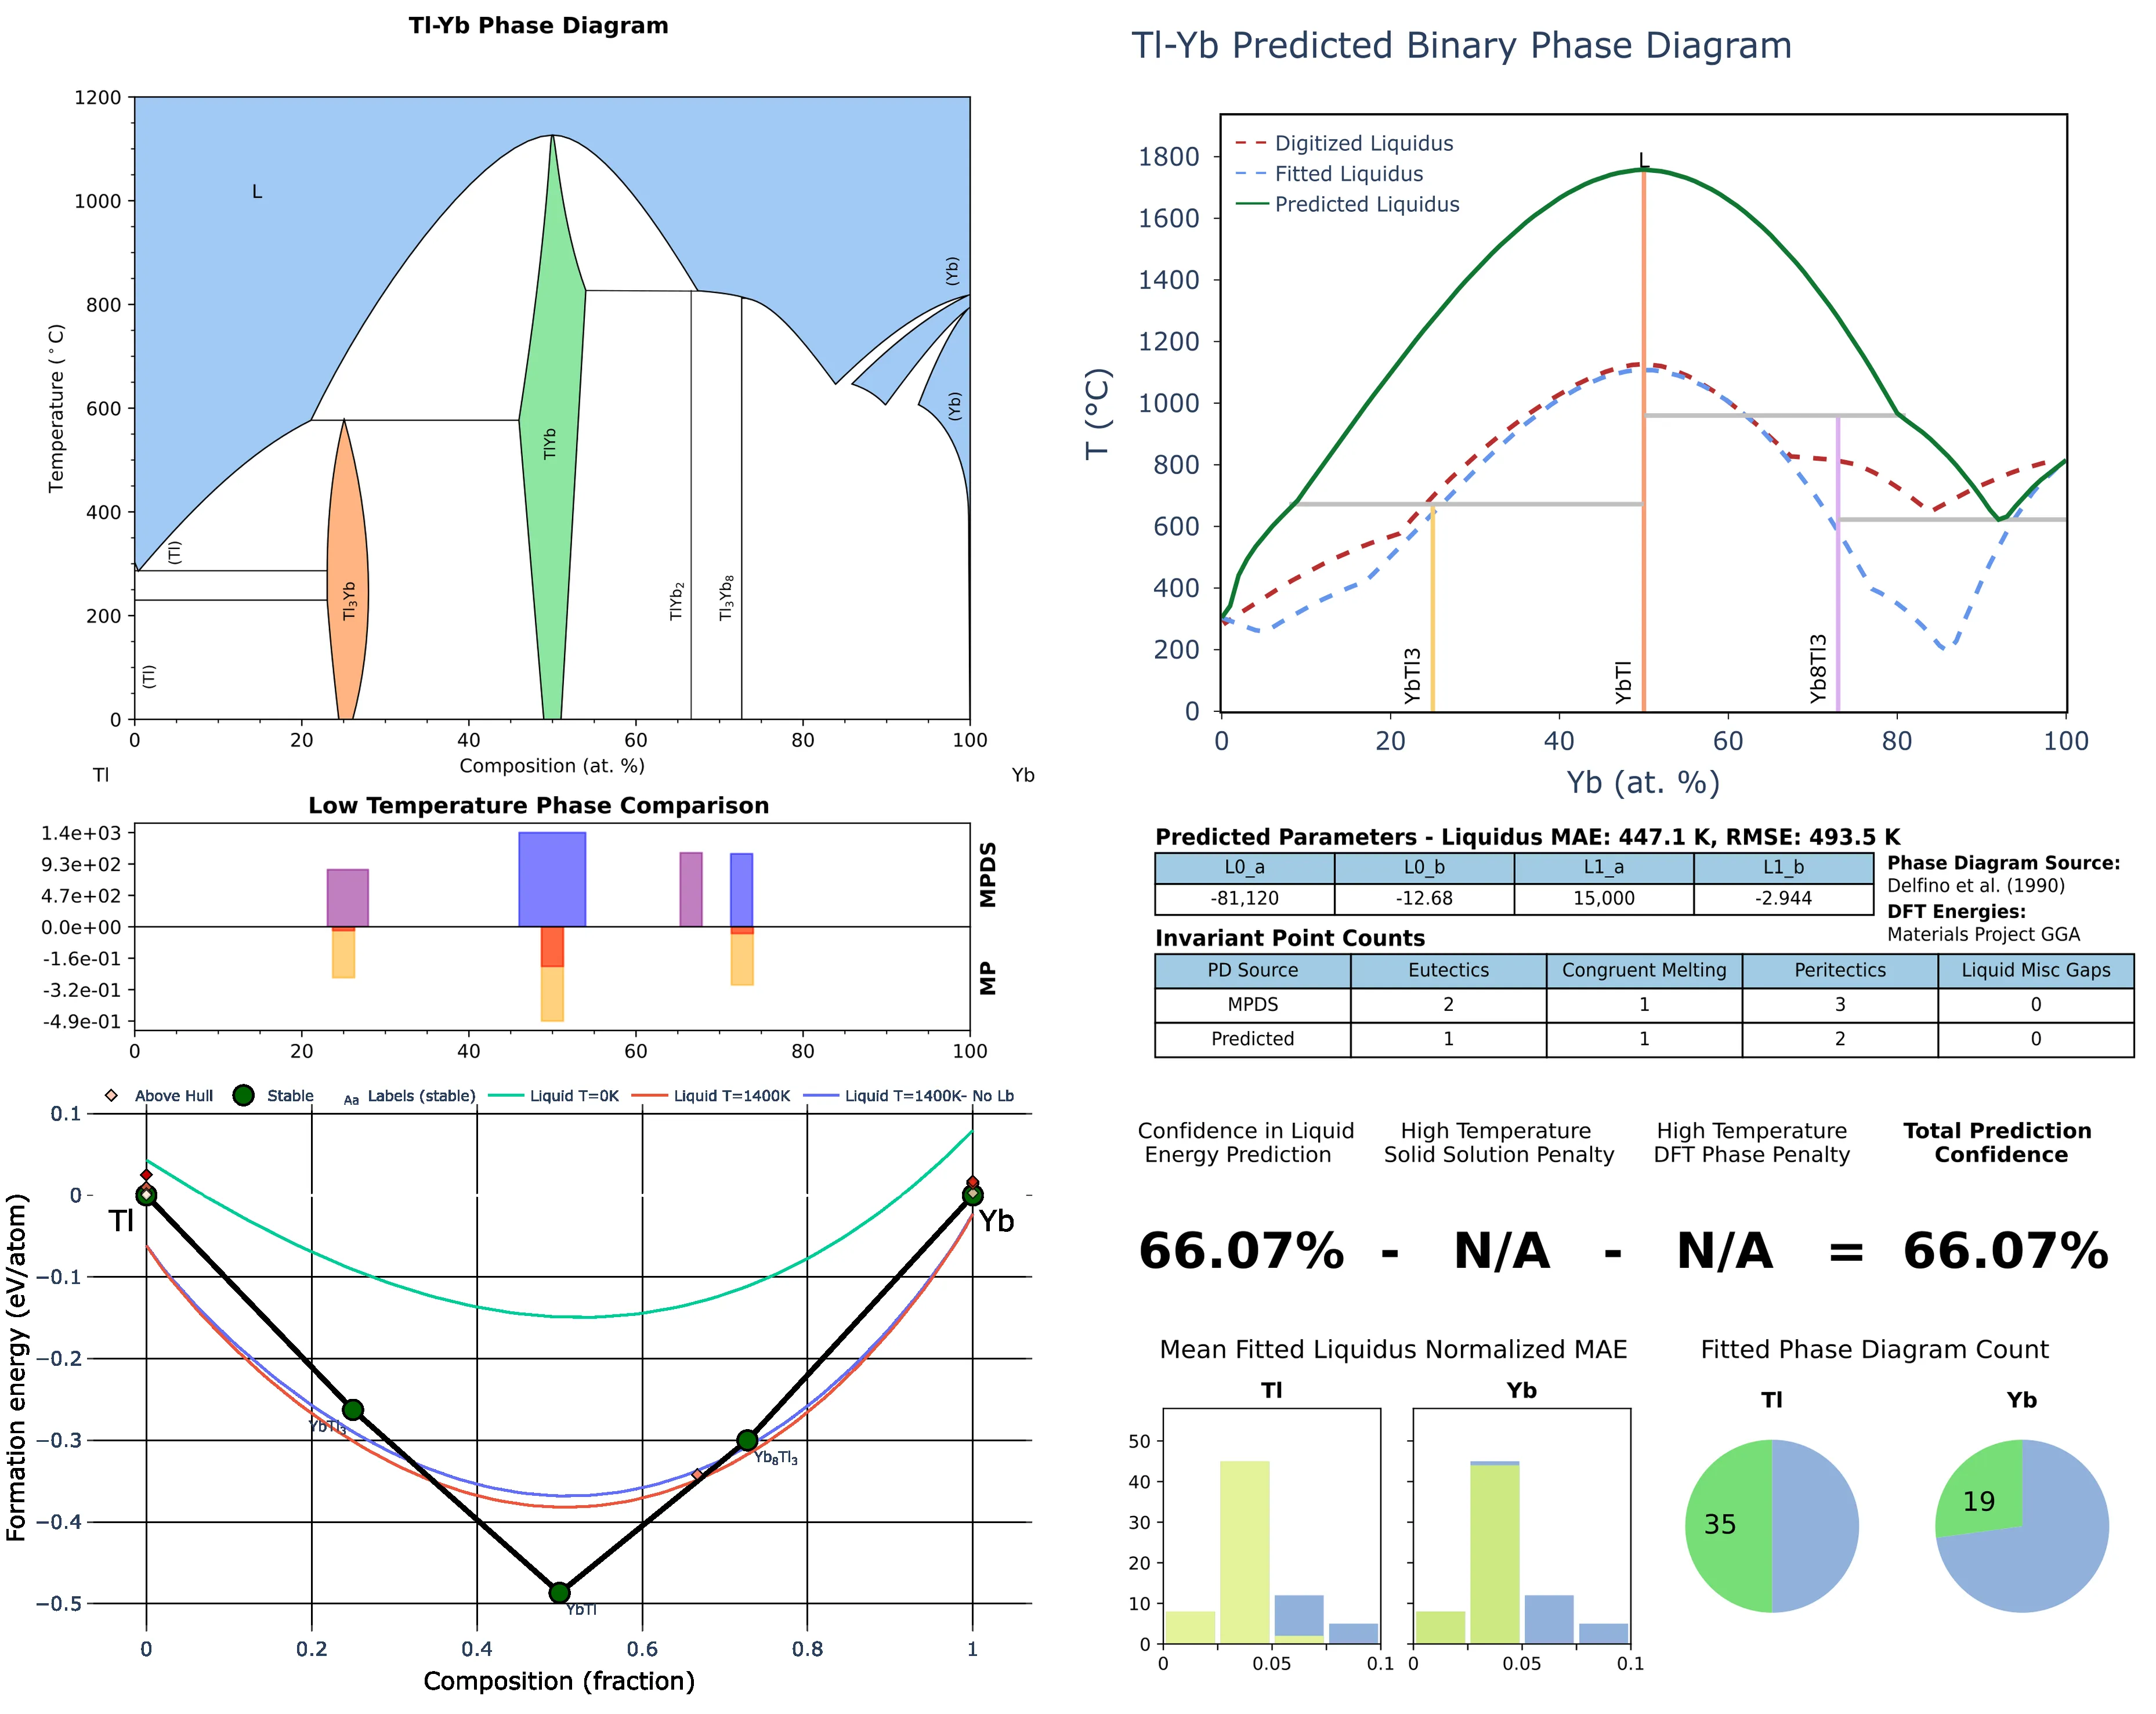 Tl-Yb Phase Diagram
1200
1000
800
600
400
200
0
Temperature (°C)
L
(Tl)
(Tl)
Tl3Yb
TlYb
TlYb2
Tl3Yb8
(Yb)
(Yb)
0 20 40 60 80 100
Composition (at. %)
Tl Yb
Low Temperature Phase Comparison
1.4e+03
9.3e+02
4.7e+02
0.0e+00
-1.6e-01
-3.2e-01
-4.9e-01
MPDS
MP
0 20 40 60 80 100
Above Hull Stable Aa Labels (stable) Liquid T=0K Liquid T=1400K Liquid T=1400K- No Lb
0.1
0
−0.1
−0.2
−0.3
−0.4
−0.5
Formation energy (eV/atom)
Tl
Yb
YbTl3
Yb8Tl3
YbTl
0 0.2 0.4 0.6 0.8 1
Composition (fraction)
Tl-Yb Predicted Binary Phase Diagram
Digitized Liquidus
Fitted Liquidus
Predicted Liquidus
L
1800
1600
1400
1200
1000
800
600
400
200
0
T (°C)
YbTl3
YbTl
Yb8Tl3
0 20 40 60 80 100
Yb (at. %)
Predicted Parameters - Liquidus MAE: 447.1 K, RMSE: 493.5 K
L0_a L0_b L1_a L1_b
-81,120 -12.68 15,000 -2.944
Phase Diagram Source:
Delfino et al. (1990)
DFT Energies:
Materials Project GGA
Invariant Point Counts
PD Source Eutectics Congruent Melting Peritectics Liquid Misc Gaps
MPDS 2 1 3 0
Predicted 1 1 2 0
Confidence in Liquid Energy Prediction
High Temperature Solid Solution Penalty
High Temperature DFT Phase Penalty
Total Prediction Confidence
66.07% - N/A - N/A = 66.07%
Mean Fitted Liquidus Normalized MAE
Tl
Yb
50
40
30
20
10
0
0 0.05 0.1
0 0.05 0.1
Fitted Phase Diagram Count
Tl
Yb
35
19